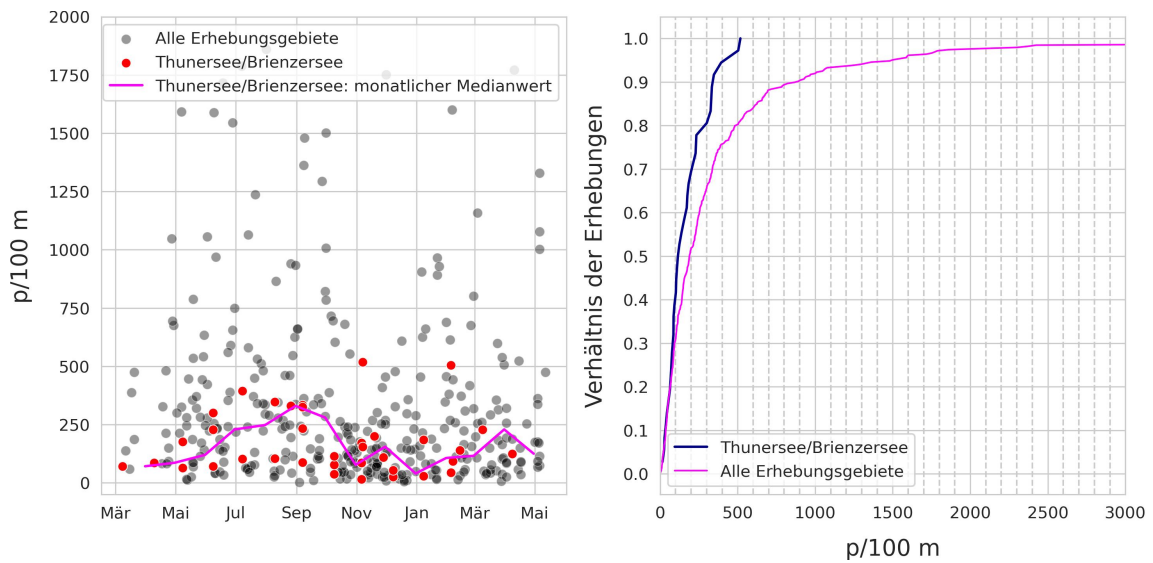 2000
1750
1500
1250
1000
750
500
250
0
p/100 m
Alle Erhebungsgebiete
Thunersee/Brienzersee
Thunersee/Brienzersee: monatlicher Medianwert
Mär
Mai
Jul
Sep
Nov
Jan
Mär
Mai
Verhältnis der Erhebungen
1.0
0.9
0.8
0.7
0.6
0.5
0.4
0.3
0.2
0.1
0.0
Thunersee/Brienzersee
Alle Erhebungsgebiete
0
500
1000
1500
2000
2500
3000
p/100 m